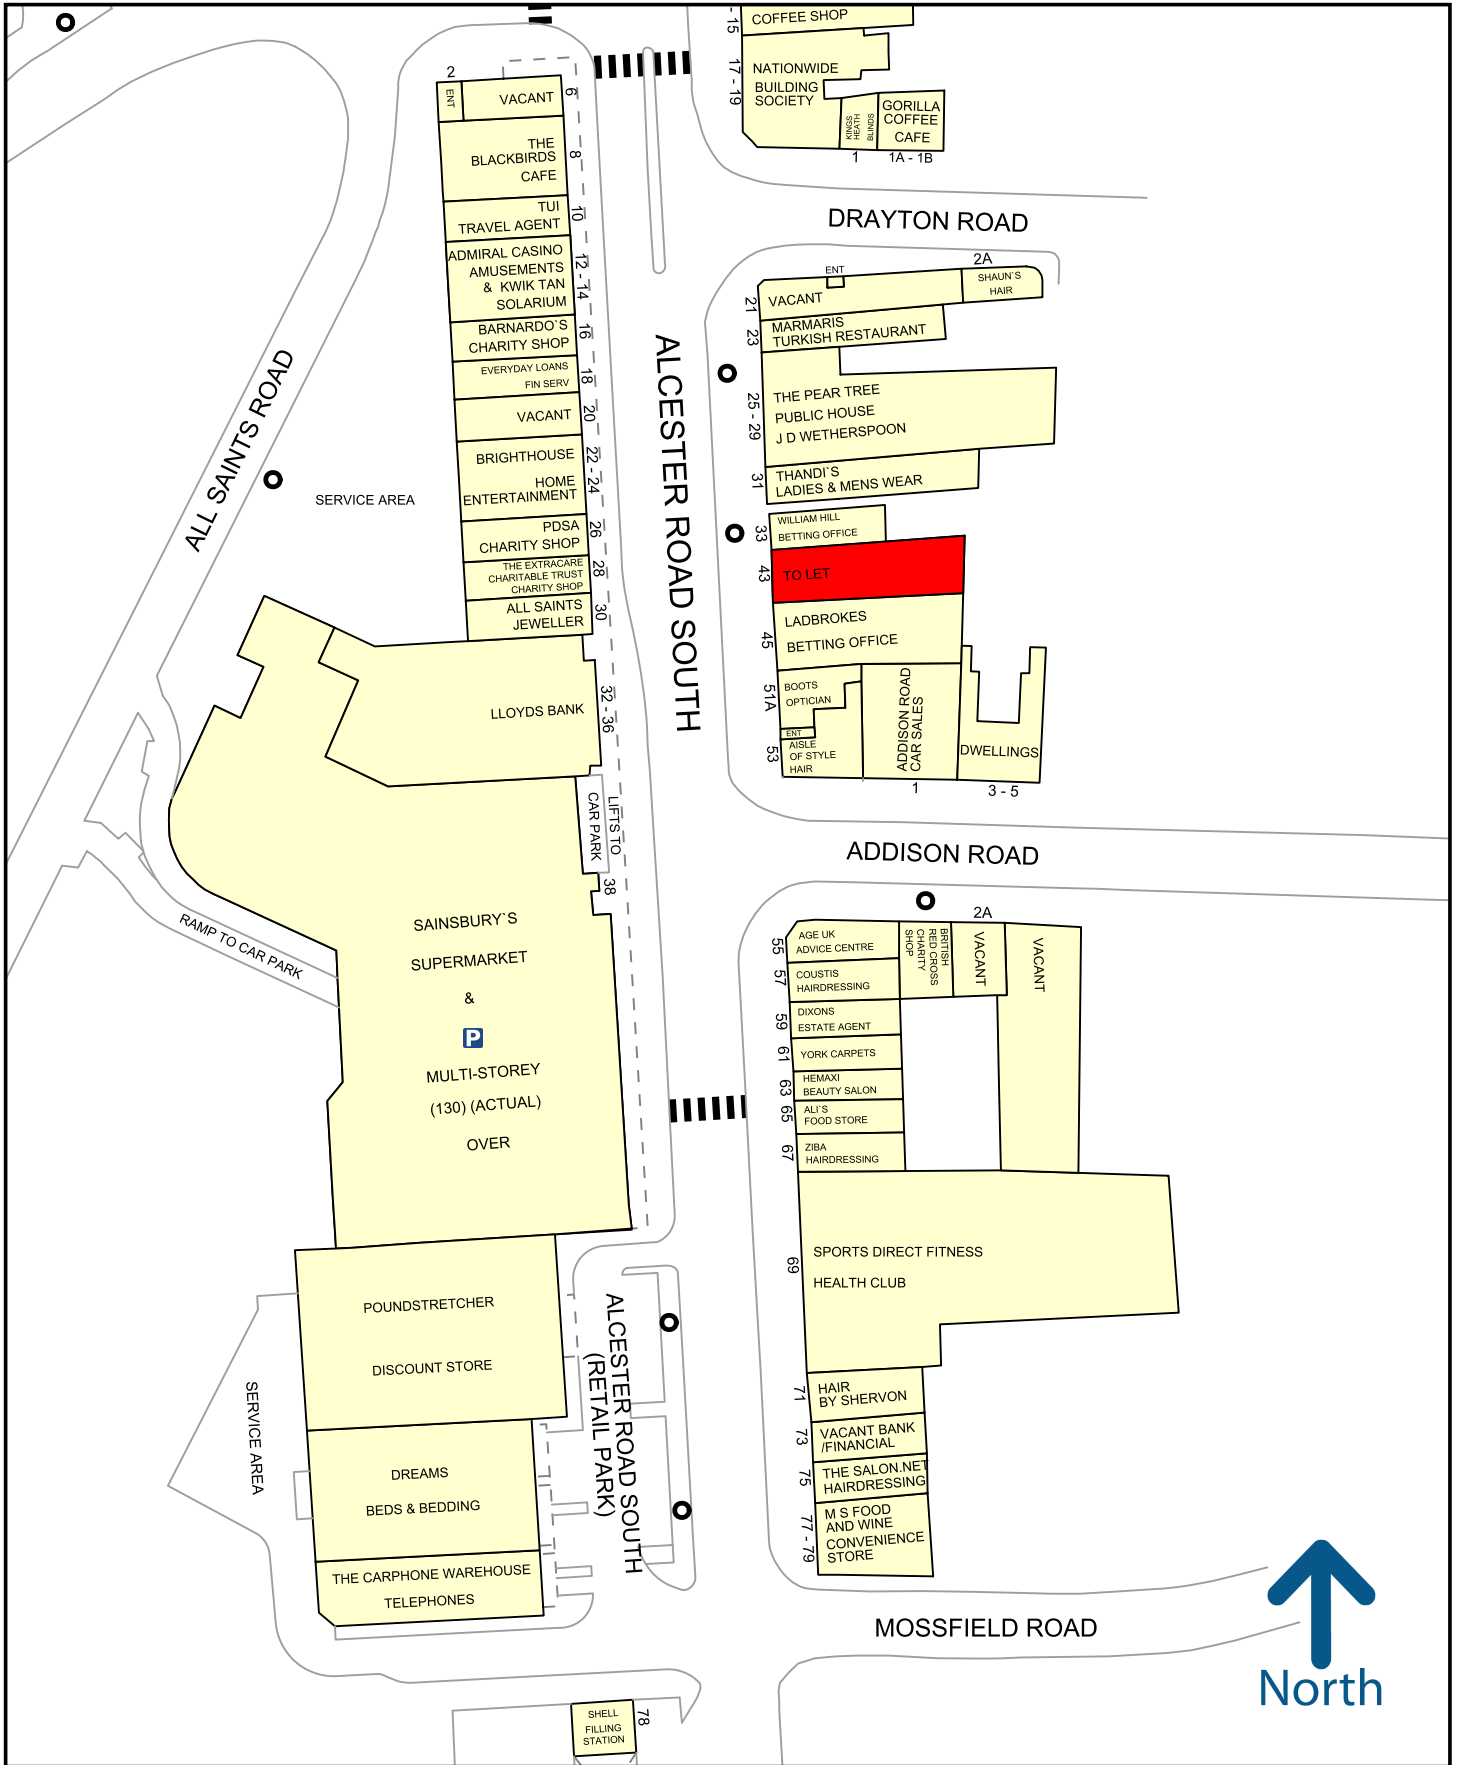 - 15
COFFEE SHOP
17 - 19
NATIONWIDE
BUILDING
SOCIETY
KINGS
HEATH
BLINDS
1
GORILLA
COFFEE
CAFE
1A - 1B
DRAYTON ROAD
2
ENT
VACANT
6
THE
BLACKBIRDS
CAFE
8
TUI
TRAVEL AGENT
10
ADMIRAL CASINO
AMUSEMENTS
& KWIK TAN
SOLARIUM
12 - 14
BARNARDO`S
CHARITY SHOP
16
EVERYDAY LOANS
FIN SERV
18
VACANT
20
BRIGHTHOUSE
HOME
ENTERTAINMENT
22 - 24
PDSA
CHARITY SHOP
26
THE EXTRACARE
CHARITABLE TRUST
CHARITY SHOP
28
ALL SAINTS
JEWELLER
30
ALL SAINTS ROAD
SERVICE AREA
ALCESTER ROAD SOUTH
ENT
21
VACANT
2A
SHAUN`S
HAIR
23
MARMARIS
TURKISH RESTAURANT
25 - 29
THE PEAR TREE
PUBLIC HOUSE
J D WETHERSPOON
31
THANDI`S
LADIES & MENS WEAR
33
WILLIAM HILL
BETTING OFFICE
43
TO LET
45
LADBROKES
BETTING OFFICE
51A
BOOTS
OPTICIAN
ENT
53
AISLE
OF STYLE
HAIR
ADDISON ROAD
CAR SALES
1
DWELLINGS
3 - 5
LLOYDS BANK
32 - 36
LIFTS TO
CAR PARK
38
ADDISON ROAD
RAMP TO CAR PARK
SAINSBURY`S
SUPERMARKET
&
P
MULTI-STOREY
(130) (ACTUAL)
OVER
55
AGE UK
ADVICE CENTRE
BRITISH
RED CROSS
CHARITY
SHOP
2A
VACANT
VACANT
57
COUSTIS
HAIRDRESSING
59
DIXONS
ESTATE AGENT
61
YORK CARPETS
63
HEMAXI
BEAUTY SALON
65
ALI`S
FOOD STORE
67
ZIBA
HAIRDRESSING
69
SPORTS DIRECT FITNESS
HEALTH CLUB
71
HAIR
BY SHERVON
73
VACANT BANK
/FINANCIAL
75
THE SALON.NET
HAIRDRESSING
77 - 79
M S FOOD
AND WINE
CONVENIENCE
STORE
POUNDSTRETCHER
DISCOUNT STORE
SERVICE AREA
ALCESTER ROAD SOUTH
(RETAIL PARK)
DREAMS
BEDS & BEDDING
THE CARPHONE WAREHOUSE
TELEPHONES
MOSSFIELD ROAD
North
SHELL
FILLING
STATION
78